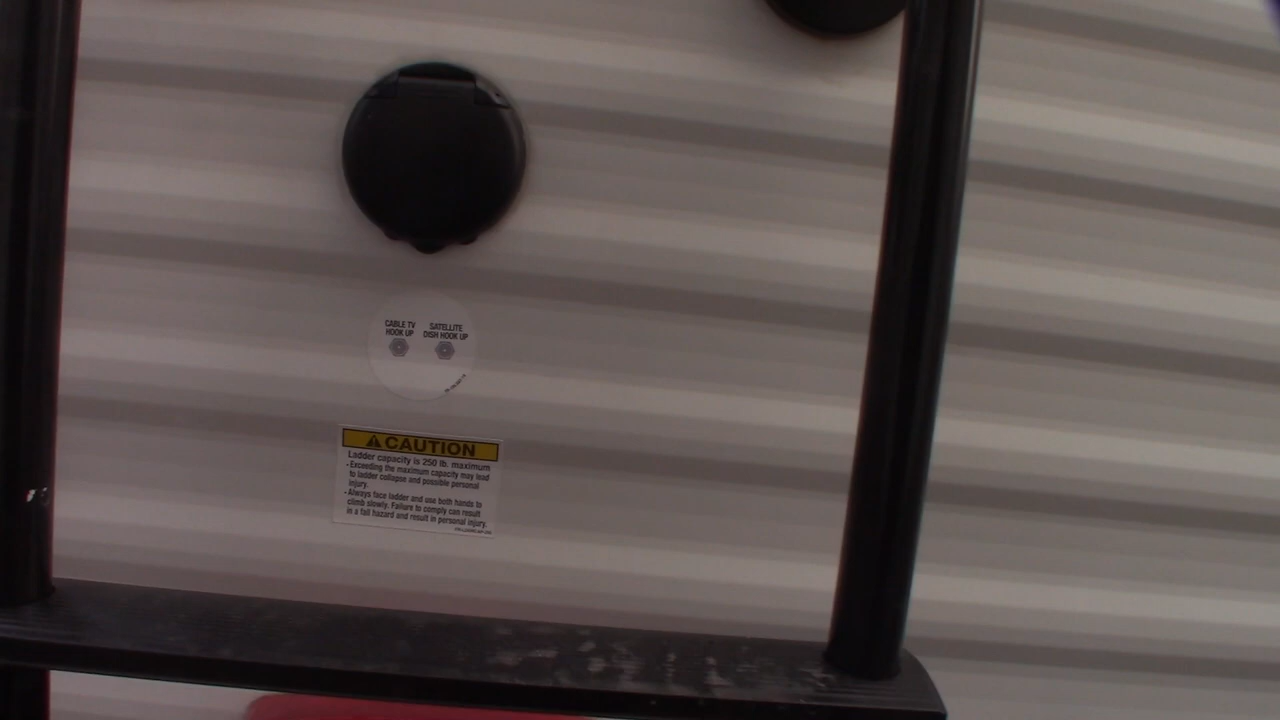 CABLE TV
HOOK UP
SATELLITE
DISH HOOK UP
CAUTION
Ladder capacity is 250 lb. maximum
- Exceeding the maximum capacity may lead
to ladder collapse and possible personal
injury.
- Always face ladder and use both hands to
climb slowly. Failure to comply can result
in a fall hazard and result in personal injury.